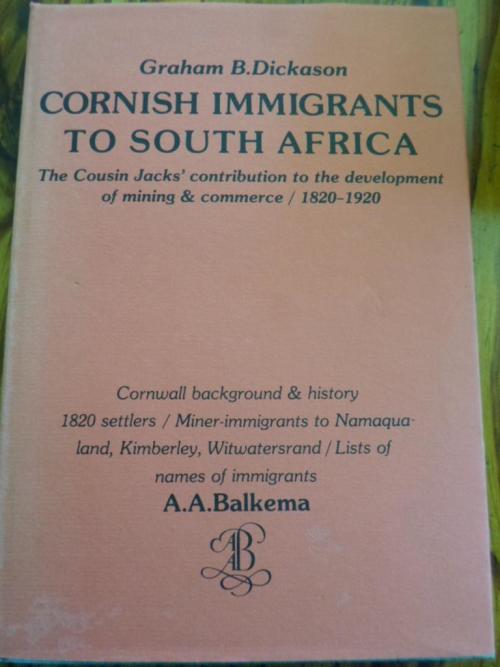 Graham B.Dickason
CORNISH IMMIGRANTS
TO SOUTH AFRICA
The Cousin Jacks' contribution to the development
of mining & commerce / 1820–1920
Cornwall background & history
1820 settlers / Miner-immigrants to Namaqua-
land, Kimberley, Witwatersrand / Lists of
names of immigrants
A.A.Balkema
AAB